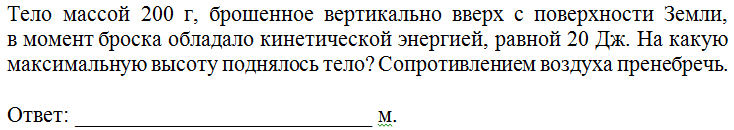 Тело массой 200 г, брошенное вертикально вверх с поверхности Земли,
в момент броска обладало кинетической энергией, равной 20 Дж. На какую
максимальную высоту поднялось тело? Сопротивлением воздуха пренебречь.
Ответ: ___________________________ м.